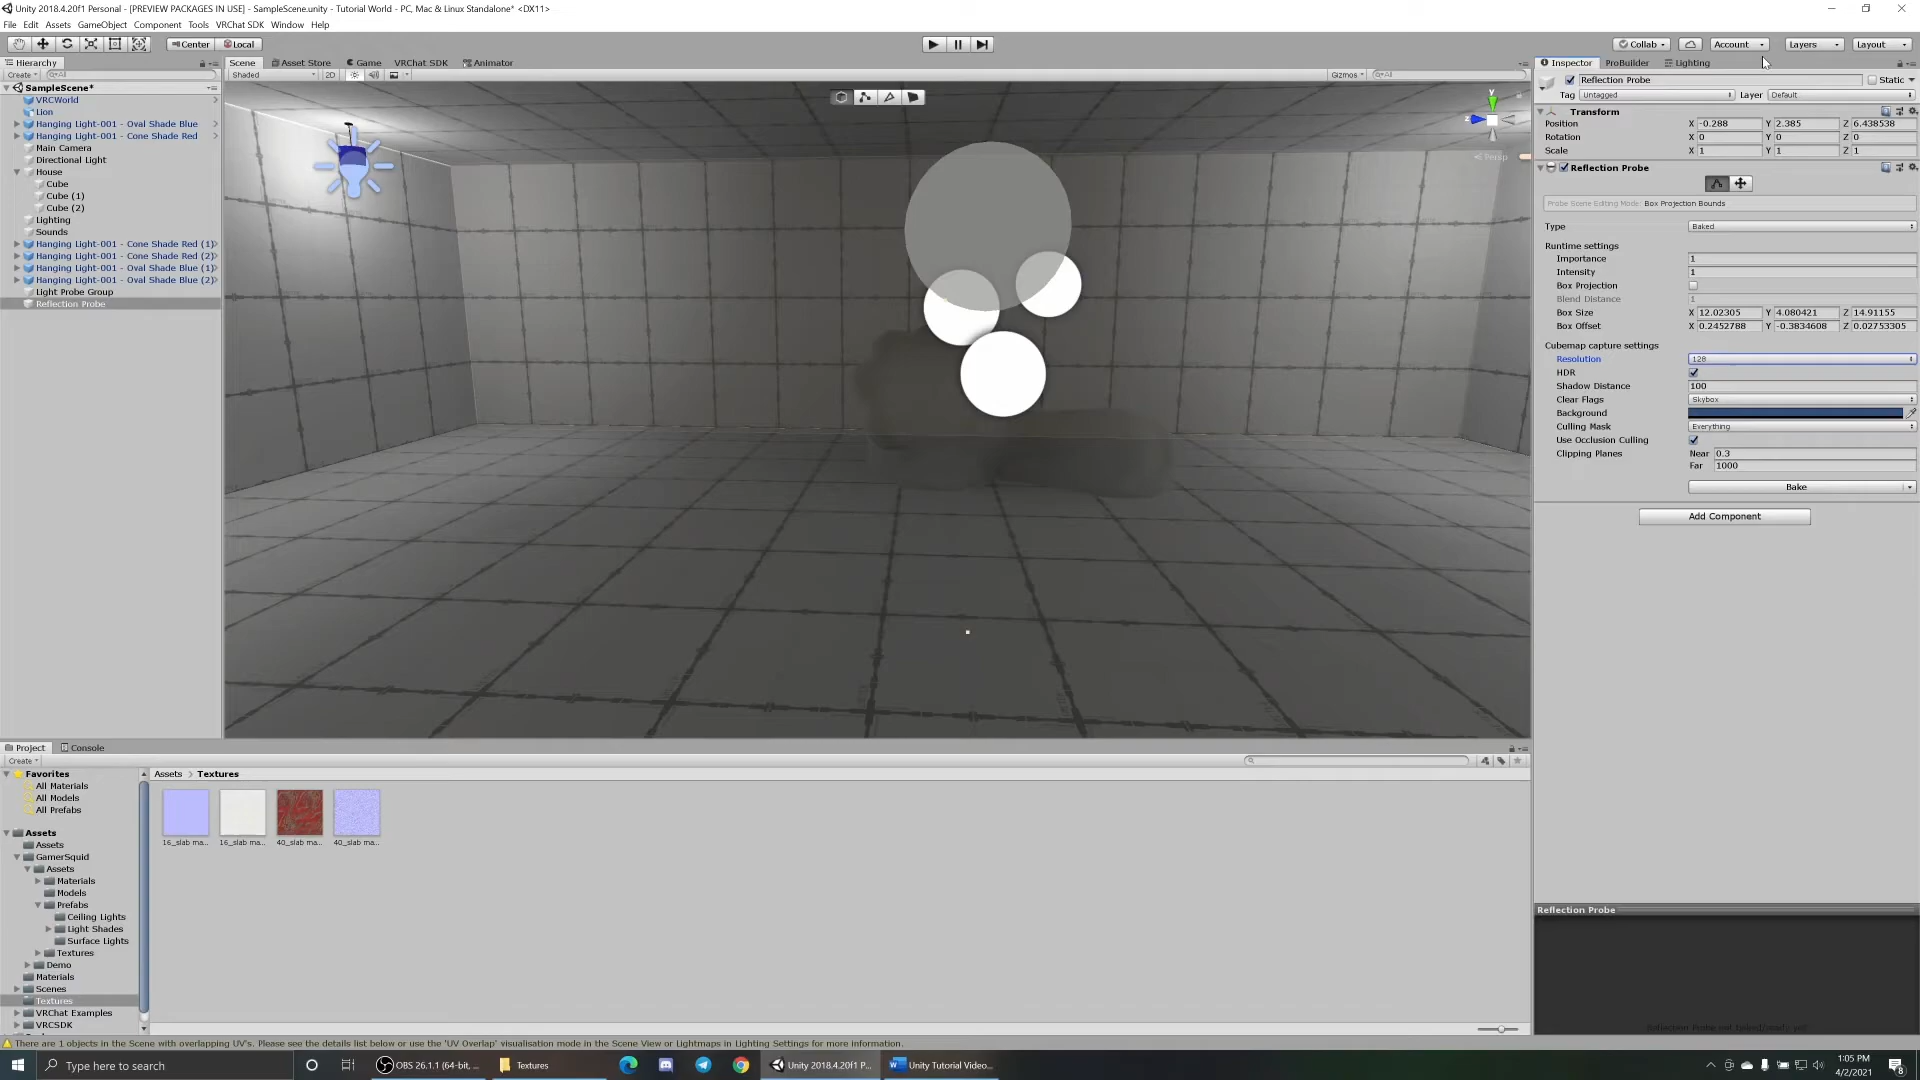 Unity 2018.4.20f1 Personal - [PREVIEW PACKAGES IN USE] - SampleScene.unity - Tutorial World - PC, Mac & Linux Standalone* <DX11>
File Edit Assets GameObject Component Tools VRChat SDK Window Help
Center Local Collab Account Layers Layout
Hierarchy
Create All
SampleScene*
VRCWorld
Lion
Hanging Light-001 - Oval Shade Blue
Hanging Light-001 - Cone Shade Red
Main Camera
Directional Light
House
Cube
Cube (1)
Cube (2)
Lighting
Sounds
Hanging Light-001 - Cone Shade Red (1)
Hanging Light-001 - Cone Shade Red (2)
Hanging Light-001 - Oval Shade Blue (1)
Hanging Light-001 - Oval Shade Blue (2)
Light Probe Group
Reflection Probe
Scene Asset Store Game VRChat SDK Animator
Shaded 2D Gizmos All
y
z
Persp
Inspector ProBuilder Lighting
Reflection Probe Static
Tag Untagged Layer Default
Transform
Position X -0.288 Y 2.385 Z 6.438538
Rotation X 0 Y 0 Z 0
Scale X 1 Y 1 Z 1
Reflection Probe
Probe Scene Editing Mode: Box Projection Bounds
Type Baked
Runtime settings
Importance 1
Intensity 1
Box Projection
Blend Distance 1
Box Size X 12.02305 Y 4.080421 Z 14.91155
Box Offset X 0.2452788 Y -0.3834608 Z 0.02753305
Cubemap capture settings
Resolution 128
HDR
Shadow Distance 100
Clear Flags Skybox
Background
Culling Mask Everything
Use Occlusion Culling
Clipping Planes Near 0.3
Far 1000
Bake
Add Component
Reflection Probe
Project Console
Create
Favorites
All Materials
All Models
All Prefabs
Assets
Assets
GamerSquid
Assets
Materials
Models
Prefabs
Ceiling Lights
Light Shades
Surface Lights
Textures
Demo
Materials
Scenes
Textures
VRChat Examples
VRCSDK
Assets > Textures
16_slab ma... 16_slab ma... 40_slab ma... 40_slab ma...
There are 1 objects in the Scene with overlapping UV's. Please see the details list below or use the 'UV Overlap' visualisation mode in the Scene View or Lightmaps in Lighting Settings for more information.
Type here to search
OBS 26.1.1 (64-bit, ... Textures Unity 2018.4.20f1 P... Unity Tutorial Video...
1:05 PM
4/2/2021
8